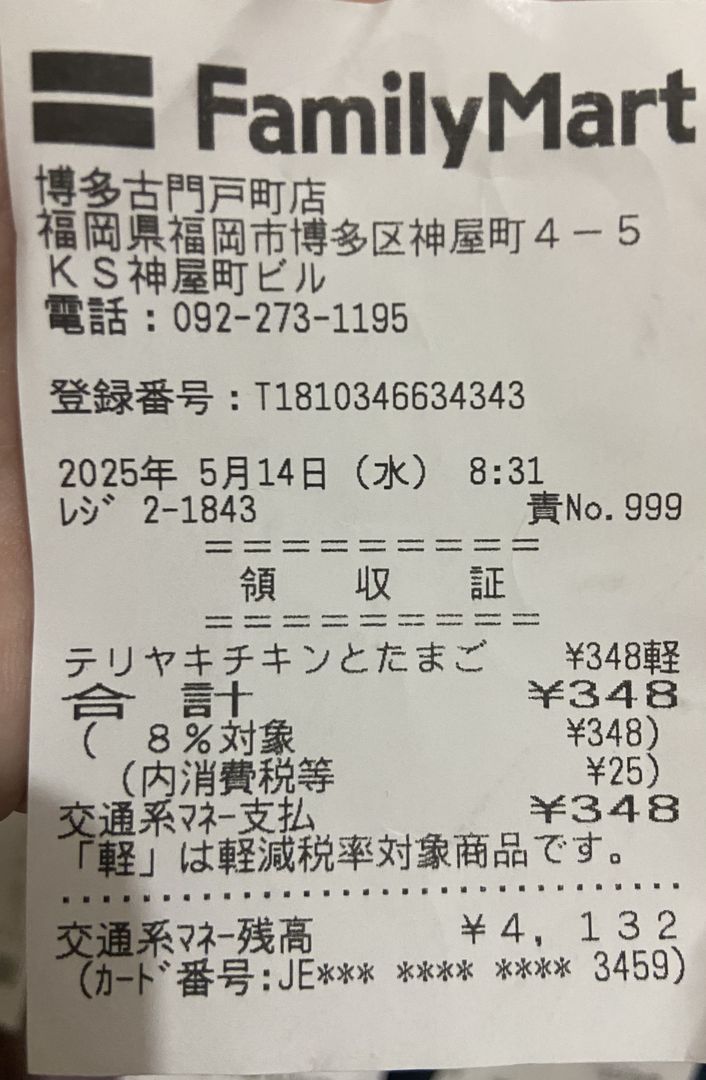 FamilyMart
博多古門戸町店
福岡県福岡市博多区神屋町4-5
KS神屋町ビル
電話:092-273-1195
登録番号:T1810346634343
2025年 5月14日(水) 8:31
レジ 2-1843 責No.999
=========
領 収 証
=========
テリヤキチキンとたまご ¥348軽
合 計 ¥348
( 8%対象 ¥348)
(内消費税等 ¥25)
交通系マネー支払 ¥348
「軽」は軽減税率対象商品です。
交通系マネー残高 ¥4,132
(カード番号:JE*** **** **** 3459)